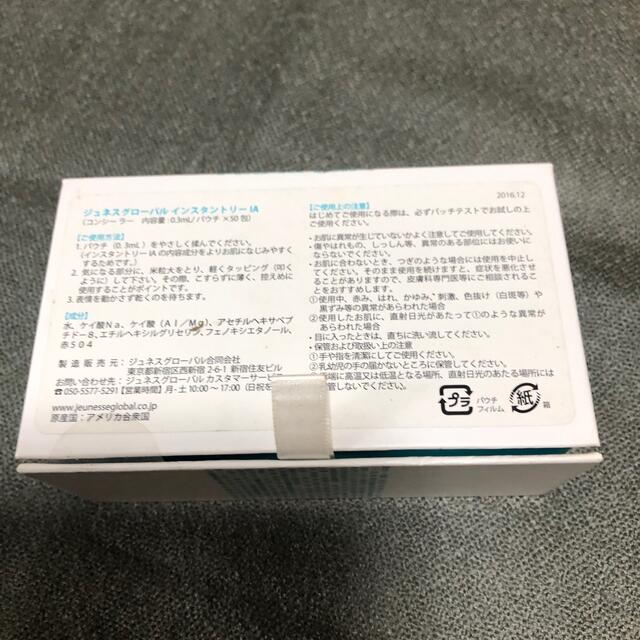 ジュネスグローバル インスタントリー IA
(コンシーラー 内容量:0.3mL/パウチ ×50 包)
【ご使用方法】
1. パウチ (0.3mL) をやさしく揉んでください。
(インスタントリー IA の内容成分をよりお肌になじみやすくするためです。)
2. 気になる部分に、米粒大をとり、軽くタッピング (叩くように) して下さい。その際、こすらずに薄く、控えめに使用することがポイントです。
3. 表情を動かさず乾くのを待ちます。
【成分】
水、ケイ酸Na、ケイ酸 (Al/Mg)、アセチルヘキサペプチド-8、エチルヘキシルグリセリン、フェノキシエタノール、
赤504
製造販売元:ジュネスグローバル合同会社
東京都新宿区西新宿 2-6-1 新宿住友ビル
お問い合わせ先:ジュネスグローバル カスタマーサービ
050-5577-5291【営業時間】月-土 10:00 ~ 17:00 (日祝
www.jeunesseglobal.co.jp
原産国:アメリカ合衆国
2016.12
【ご使用上の注意】
はじめてご使用になる際は、必ずパッチテストでお試しの上ご使用ください。
・お肌に異常が生じていないかよく注意してご使用ください。
・傷やはれもの、しっしん等、異常のある部位にはお使いにならないでください。
・お肌に合わないとき、つぎのような場合には使用を中止してください。そのまま使用を続けますと、症状を悪化させることがありますので、皮膚科専門医等にご相談されることをおすすめします。
①使用中、赤み、はれ、かゆみ、刺激、色抜け (白斑等) や黒ずみ等の異常があらわれた場合
②使用したお肌に、直射日光があたって①のような異常があらわれた場合
・目に入ったときは、直ちに洗い流してください。
・保管および取扱い上の注意
①手や指を清潔にしてご使用ください。
②乳幼児の手の届かないところに保管してください。
に高温又は低温となる場所、直射日光のあたる場所には
管しないでください。
プラ
パウチ
フィルム
紙
箱